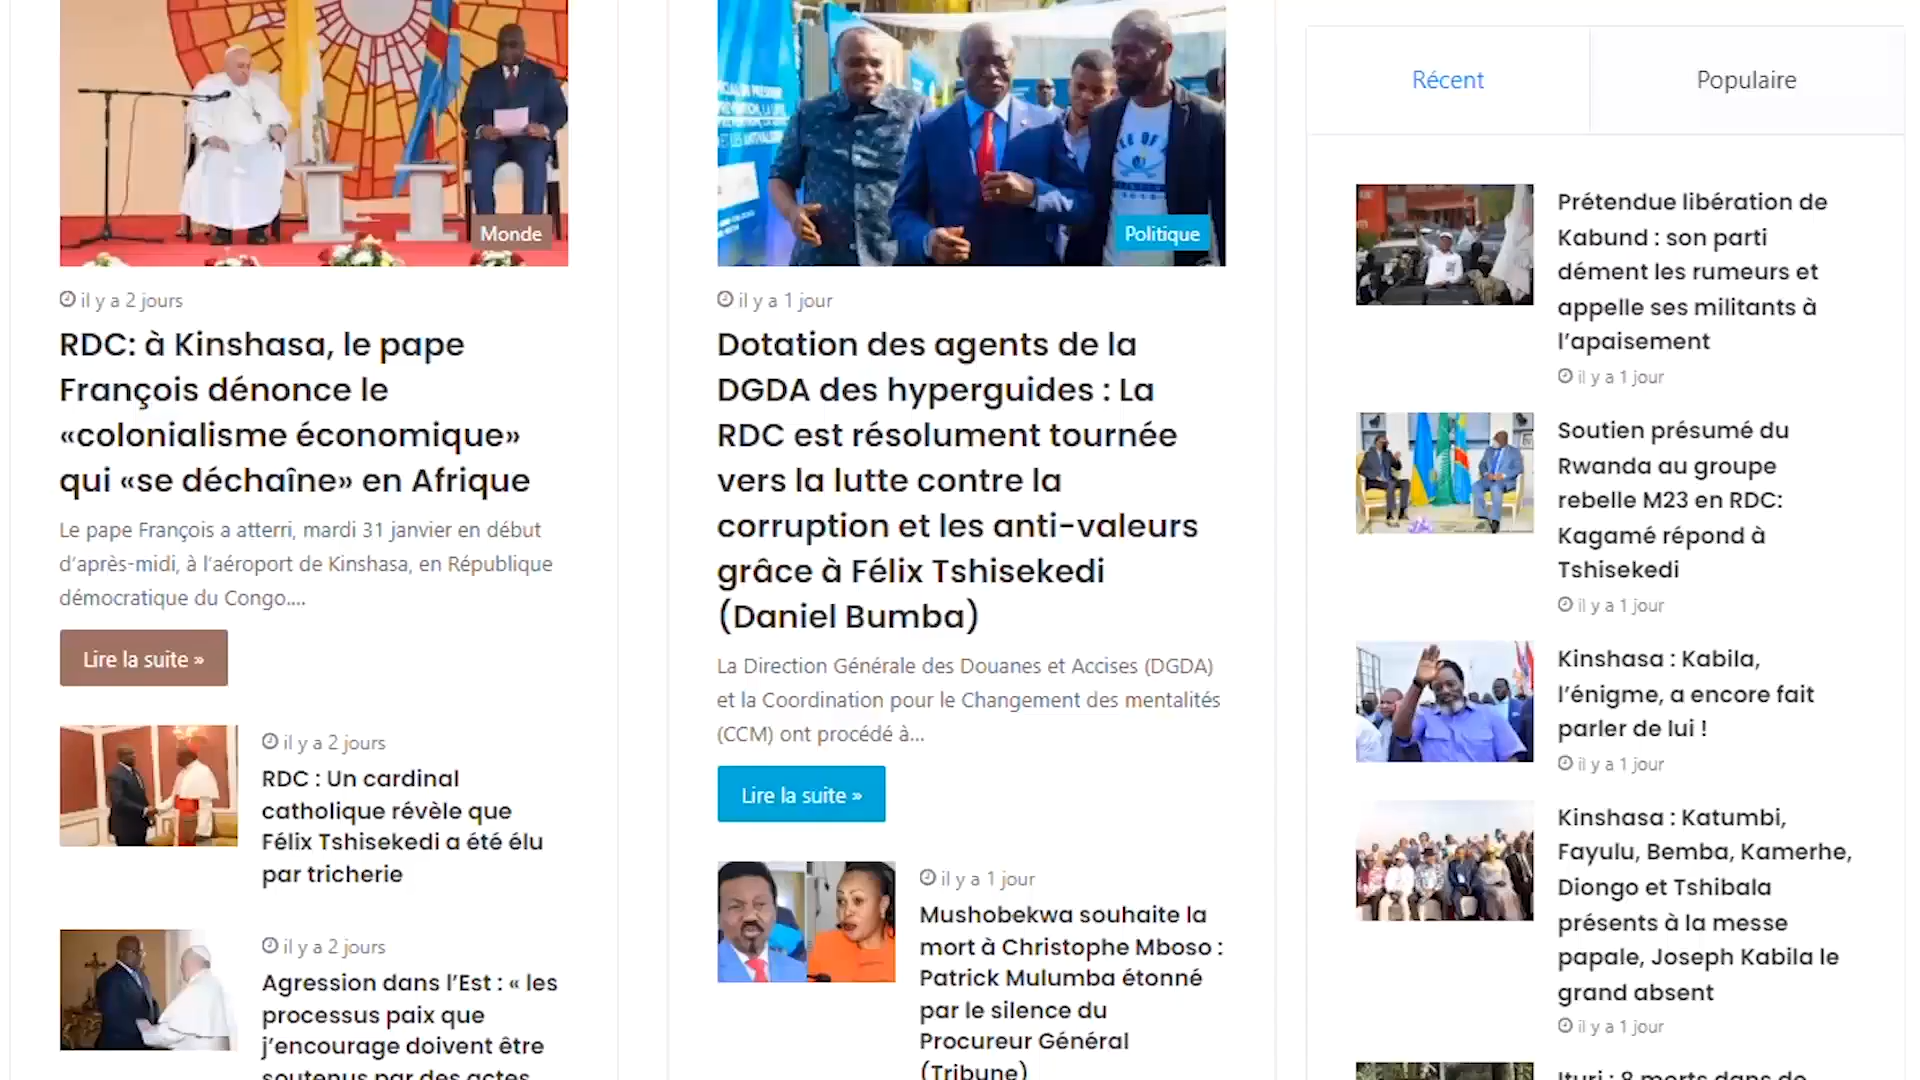 Monde
il y a 2 jours
RDC: à Kinshasa, le pape
François dénonce le
«colonialisme économique»
qui «se déchaîne» en Afrique
Le pape François a atterri, mardi 31 janvier en début
d’après-midi, à l’aéroport de Kinshasa, en République
démocratique du Congo....
Lire la suite »
il y a 2 jours
RDC : Un cardinal
catholique révèle que
Félix Tshisekedi a été élu
par tricherie
il y a 2 jours
Agression dans l’Est : « les
processus paix que
j’encourage doivent être
soutenus par des actes
Politique
il y a 1 jour
Dotation des agents de la
DGDA des hyperguides : La
RDC est résolument tournée
vers la lutte contre la
corruption et les anti-valeurs
grâce à Félix Tshisekedi
(Daniel Bumba)
La Direction Générale des Douanes et Accises (DGDA)
et la Coordination pour le Changement des mentalités
(CCM) ont procédé à...
Lire la suite »
il y a 1 jour
Mushobekwa souhaite la
mort à Christophe Mboso :
Patrick Mulumba étonné
par le silence du
Procureur Général
(Tribune)
Récent
Populaire
Prétendue libération de
Kabund : son parti
dément les rumeurs et
appelle ses militants à
l’apaisement
il y a 1 jour
Soutien présumé du
Rwanda au groupe
rebelle M23 en RDC:
Kagamé répond à
Tshisekedi
il y a 1 jour
Kinshasa : Kabila,
l’énigme, a encore fait
parler de lui !
il y a 1 jour
Kinshasa : Katumbi,
Fayulu, Bemba, Kamerhe,
Diongo et Tshibala
présents à la messe
papale, Joseph Kabila le
grand absent
il y a 1 jour
Ituri : 8 morts dans de